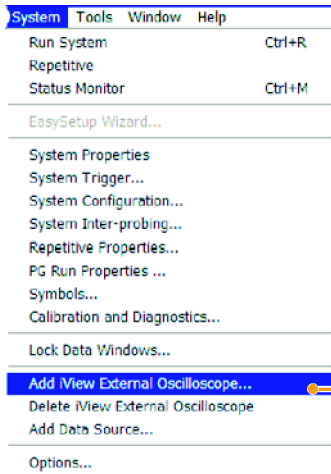 System Tools Window Help
Run System Ctrl+R
Repetitive
Status Monitor Ctrl+M
EasySetup Wizard...
System Properties
System Trigger...
System Configuration...
System Inter-probing...
Repetitive Properties...
PG Run Properties ...
Symbols...
Calibration and Diagnostics...
Lock Data Windows...
Add iView External Oscilloscope...
Delete iView External Oscilloscope
Add Data Source...
Options...